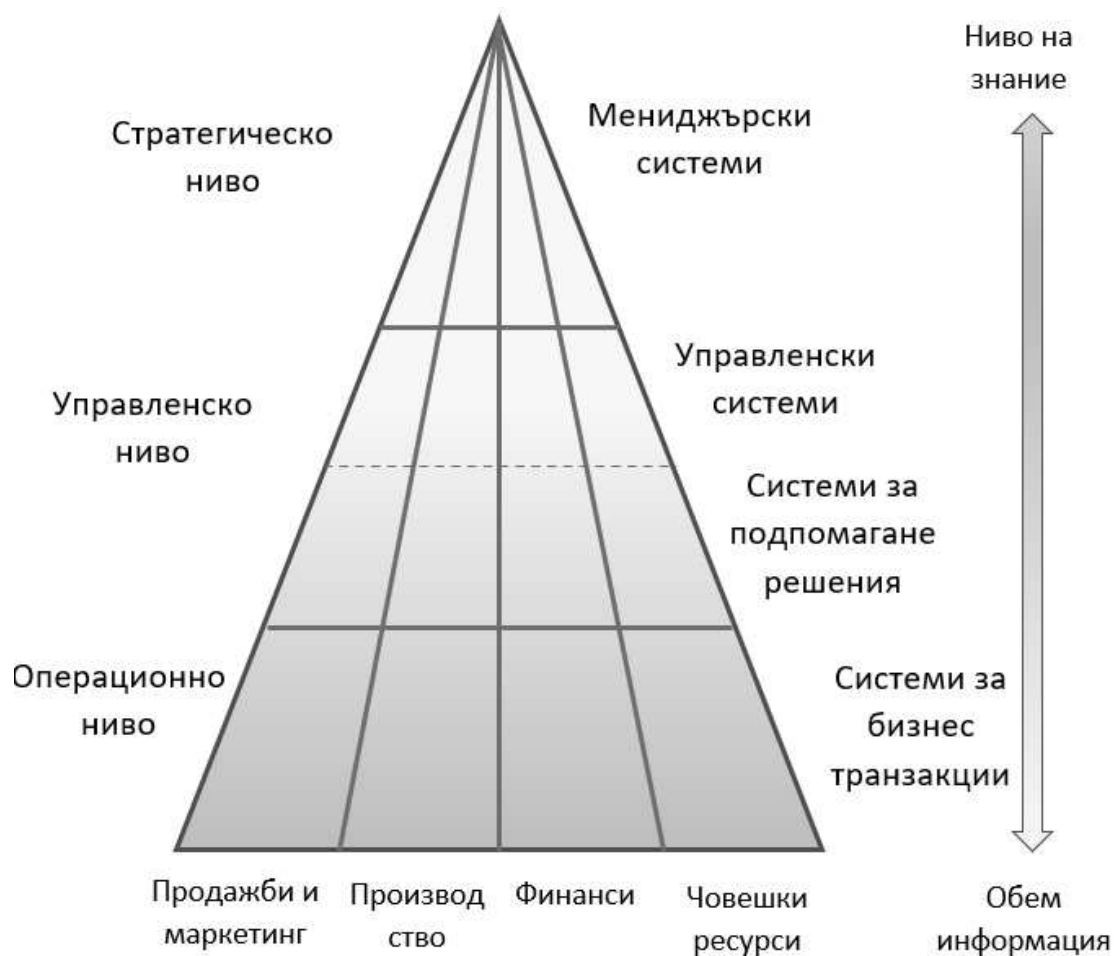 Ниво на
знание
Стратегическо
ниво
Мениджърски
системи
Управленско
ниво
Управленски
системи
Системи за
подпомагане
решения
Операционно
ниво
Системи за
бизнес
транзакции
Продажби и
маркетинг
Производ
ство
Финанси
Човешки
ресурси
Обем
информация